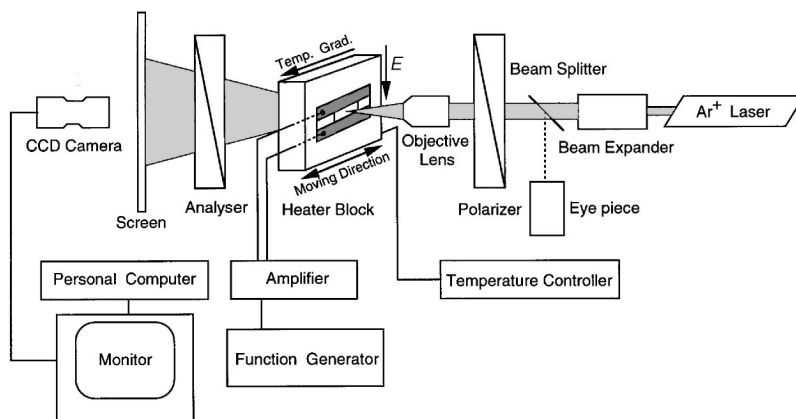 Temp. Grad.
E
Beam Splitter
Ar+ Laser
CCD Camera
Objective
Lens
Beam Expander
Moving Direction
Analyser
Heater Block
Polarizer
Eye piece
Screen
Personal Computer
Amplifier
Temperature Controller
Monitor
Function Generator